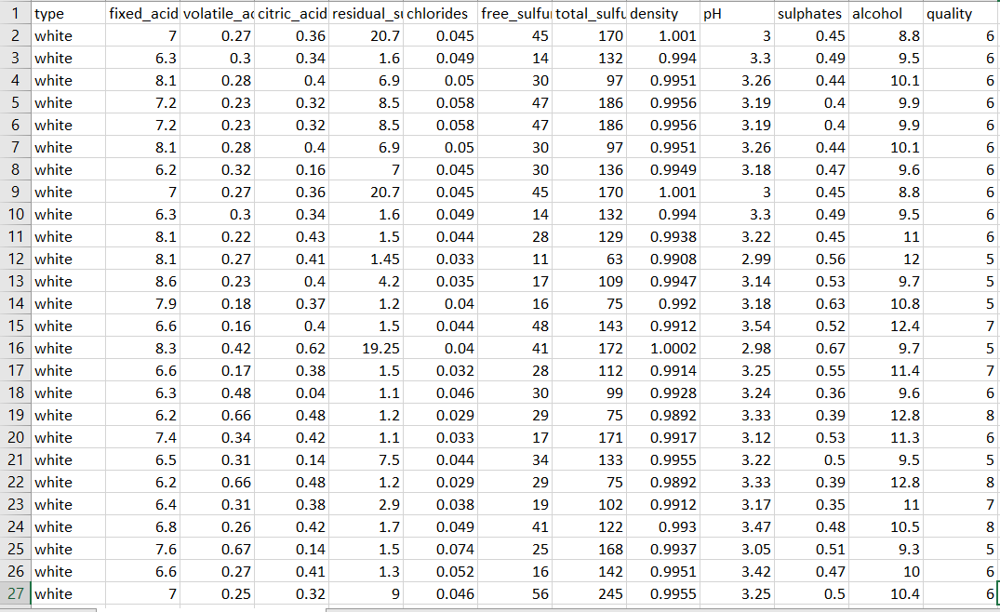 1 type fixed_acid volatile_ac citric_acid residual_su chlorides free_sulfur total_sulfu density pH sulphates alcohol quality
2 white 7 0.27 0.36 20.7 0.045 45 170 1.001 3 0.45 8.8 6
3 white 6.3 0.3 0.34 1.6 0.049 14 132 0.994 3.3 0.49 9.5 6
4 white 8.1 0.28 0.4 6.9 0.05 30 97 0.9951 3.26 0.44 10.1 6
5 white 7.2 0.23 0.32 8.5 0.058 47 186 0.9956 3.19 0.4 9.9 6
6 white 7.2 0.23 0.32 8.5 0.058 47 186 0.9956 3.19 0.4 9.9 6
7 white 8.1 0.28 0.4 6.9 0.05 30 97 0.9951 3.26 0.44 10.1 6
8 white 6.2 0.32 0.16 7 0.045 30 136 0.9949 3.18 0.47 9.6 6
9 white 7 0.27 0.36 20.7 0.045 45 170 1.001 3 0.45 8.8 6
10 white 6.3 0.3 0.34 1.6 0.049 14 132 0.994 3.3 0.49 9.5 6
11 white 8.1 0.22 0.43 1.5 0.044 28 129 0.9938 3.22 0.45 11 6
12 white 8.1 0.27 0.41 1.45 0.033 11 63 0.9908 2.99 0.56 12 5
13 white 8.6 0.23 0.4 4.2 0.035 17 109 0.9947 3.14 0.53 9.7 5
14 white 7.9 0.18 0.37 1.2 0.04 16 75 0.992 3.18 0.63 10.8 5
15 white 6.6 0.16 0.4 1.5 0.044 48 143 0.9912 3.54 0.52 12.4 7
16 white 8.3 0.42 0.62 19.25 0.04 41 172 1.0002 2.98 0.67 9.7 5
17 white 6.6 0.17 0.38 1.5 0.032 28 112 0.9914 3.25 0.55 11.4 7
18 white 6.3 0.48 0.04 1.1 0.046 30 99 0.9928 3.24 0.36 9.6 6
19 white 6.2 0.66 0.48 1.2 0.029 29 75 0.9892 3.33 0.39 12.8 8
20 white 7.4 0.34 0.42 1.1 0.033 17 171 0.9917 3.12 0.53 11.3 6
21 white 6.5 0.31 0.14 7.5 0.044 34 133 0.9955 3.22 0.5 9.5 5
22 white 6.2 0.66 0.48 1.2 0.029 29 75 0.9892 3.33 0.39 12.8 8
23 white 6.4 0.31 0.38 2.9 0.038 19 102 0.9912 3.17 0.35 11 7
24 white 6.8 0.26 0.42 1.7 0.049 41 122 0.993 3.47 0.48 10.5 8
25 white 7.6 0.67 0.14 1.5 0.074 25 168 0.9937 3.05 0.51 9.3 5
26 white 6.6 0.27 0.41 1.3 0.052 16 142 0.9951 3.42 0.47 10 6
27 white 7 0.25 0.32 9 0.046 56 245 0.9955 3.25 0.5 10.4 6